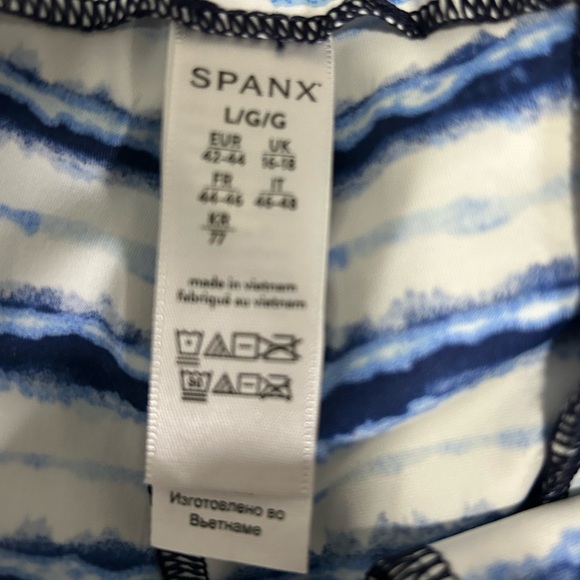 SPANX
L/G/G
EUR UK
42-44 16-18
FR IT
44-46 46-48
KR
77
made in vietnam
fabriqué au vietnam
Изготовлено во
Вьетнаме